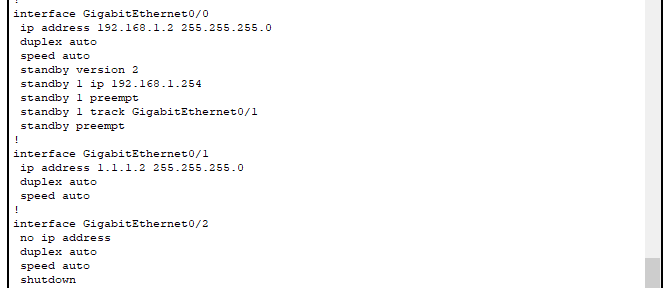 !
interface GigabitEthernet0/0
 ip address 192.168.1.2 255.255.255.0
 duplex auto
 speed auto
 standby version 2
 standby 1 ip 192.168.1.254
 standby 1 preempt
 standby 1 track GigabitEthernet0/1
 standby preempt
!
interface GigabitEthernet0/1
 ip address 1.1.1.2 255.255.255.0
 duplex auto
 speed auto
!
interface GigabitEthernet0/2
 no ip address
 duplex auto
 speed auto
 shutdown